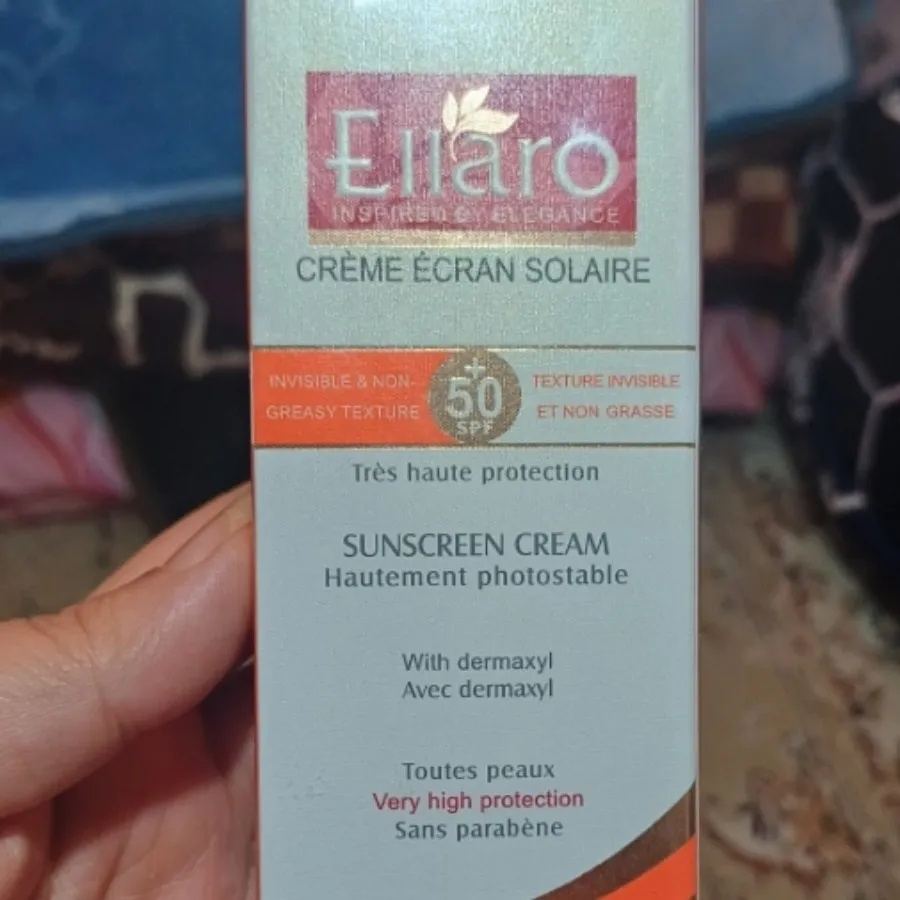 Ellaro
INSPIRED BY ELEGANCE
CRÈME ÉCRAN SOLAIRE
INVISIBLE & NON-
GREASY TEXTURE
+
50
SPF
TEXTURE INVISIBLE
ET NON GRASSE
Très haute protection
SUNSCREEN CREAM
Hautement photostable
With dermaxyl
Avec dermaxyl
Toutes peaux
Very high protection
Sans parabène